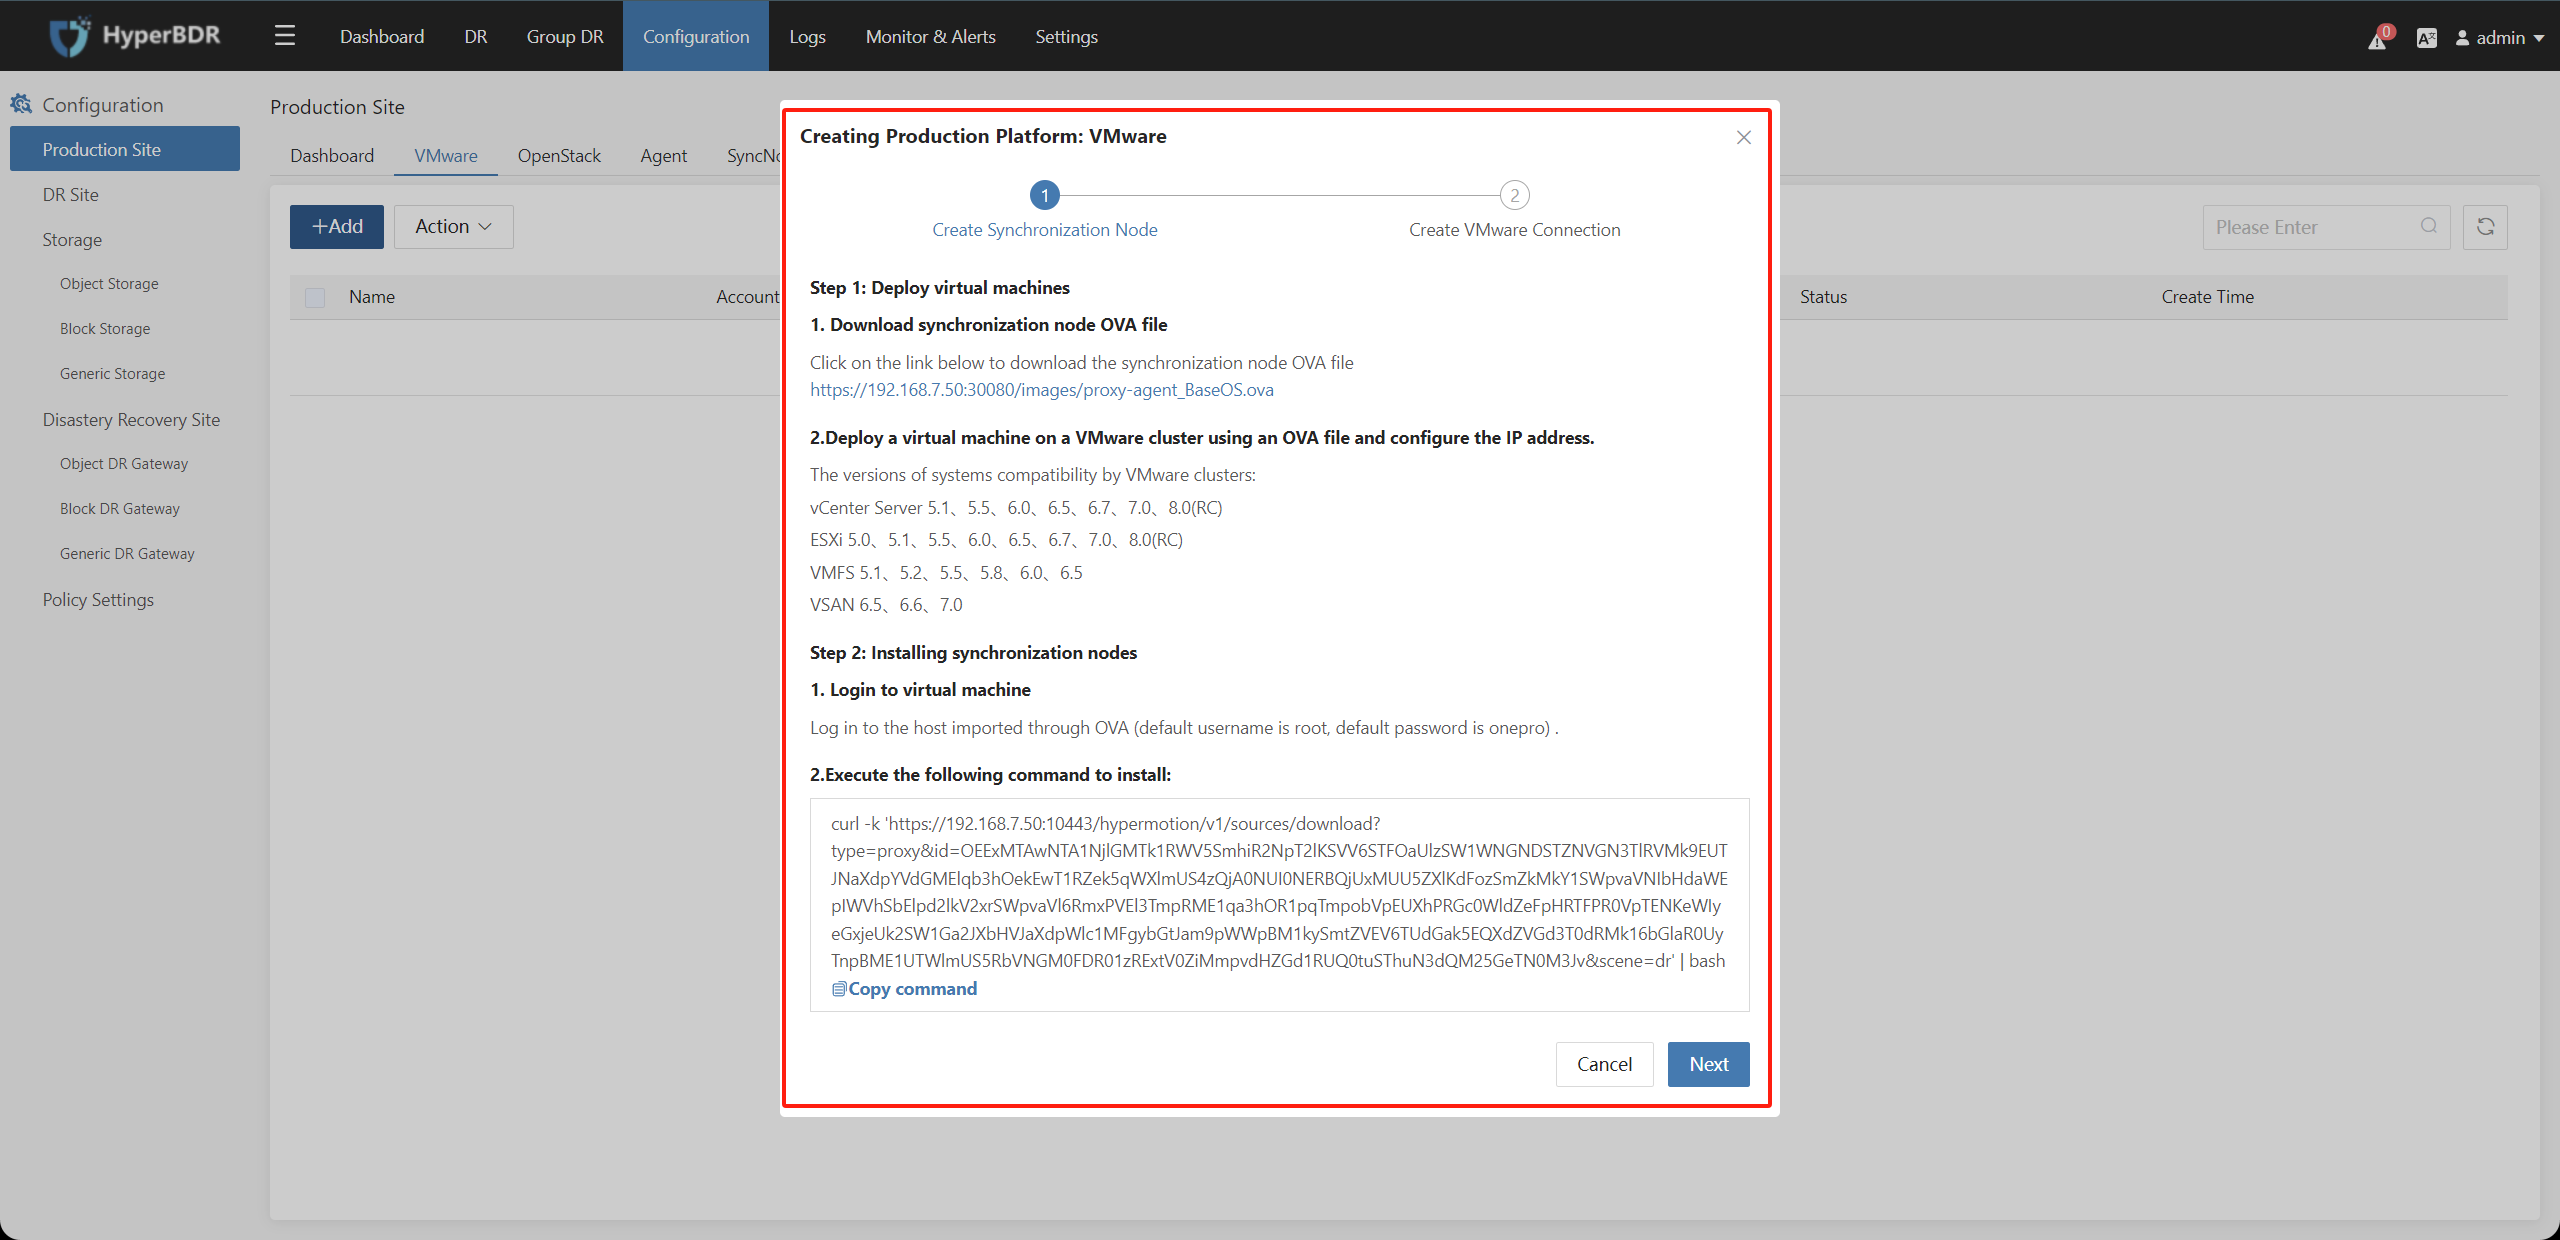 HyperBDR
Dashboard
DR
Group DR
Configuration
Logs
Monitor & Alerts
Settings
0
admin
Configuration
Production Site
DR Site
Storage
Object Storage
Block Storage
Generic Storage
Disastery Recovery Site
Object DR Gateway
Block DR Gateway
Generic DR Gateway
Policy Settings
Production Site
Dashboard
VMware
OpenStack
Agent
SyncNo
+Add
Action
Please Enter
Name
Account
Status
Create Time
Creating Production Platform: VMware
1
2
Create Synchronization Node
Create VMware Connection
Step 1: Deploy virtual machines
1. Download synchronization node OVA file
Click on the link below to download the synchronization node OVA file
https://192.168.7.50:30080/images/proxy-agent_BaseOS.ova
2.Deploy a virtual machine on a VMware cluster using an OVA file and configure the IP address.
The versions of systems compatibility by VMware clusters:
vCenter Server 5.1、5.5、6.0、6.5、6.7、7.0、8.0(RC)
ESXi 5.0、5.1、5.5、6.0、6.5、6.7、7.0、8.0(RC)
VMFS 5.1、5.2、5.5、5.8、6.0、6.5
VSAN 6.5、6.6、7.0
Step 2: Installing synchronization nodes
1. Login to virtual machine
Log in to the host imported through OVA (default username is root, default password is onepro) .
2.Execute the following command to install:
curl -k 'https://192.168.7.50:10443/hypermotion/v1/sources/download?
type=proxy&id=OEExMTAwNTA1NjlGMTk1RWV5SmhiR2NpT2lKSVV6STFOaUlzSW1WNGNDSTZNVGN3TlRVMk9EUT
JNaXdpYVdGMElqb3hOekEwT1RZek5qWXlmUS4zQjA0NUI0NERBQjUxMUU5ZXlKdFozSmZkMkY1SWpvaVNIbHdaWE
pIWVhSbElpd2lkV2xrSWpvaVl6RmxPVEl3TmpRME1qa3hOR1pqTmpobVpEUXhPRGc0WldZeFpHRTFPR0VpTENKeWIy
eGxjeUk2SW1Ga2JXbHVJaXdpWlc1MFgybGtJam9pWWpBM1kySmtZVEV6TUdGak5EQXdZVGd3T0dRMk16bGlaR0Uy
TnpBME1UTWlmUS5RbVNGM0FDR01zRExtV0ZiMmpvdHZGd1RUQ0tuSThuN3dQM25GeTN0M3Jv&scene=dr' | bash
Copy command
Cancel
Next